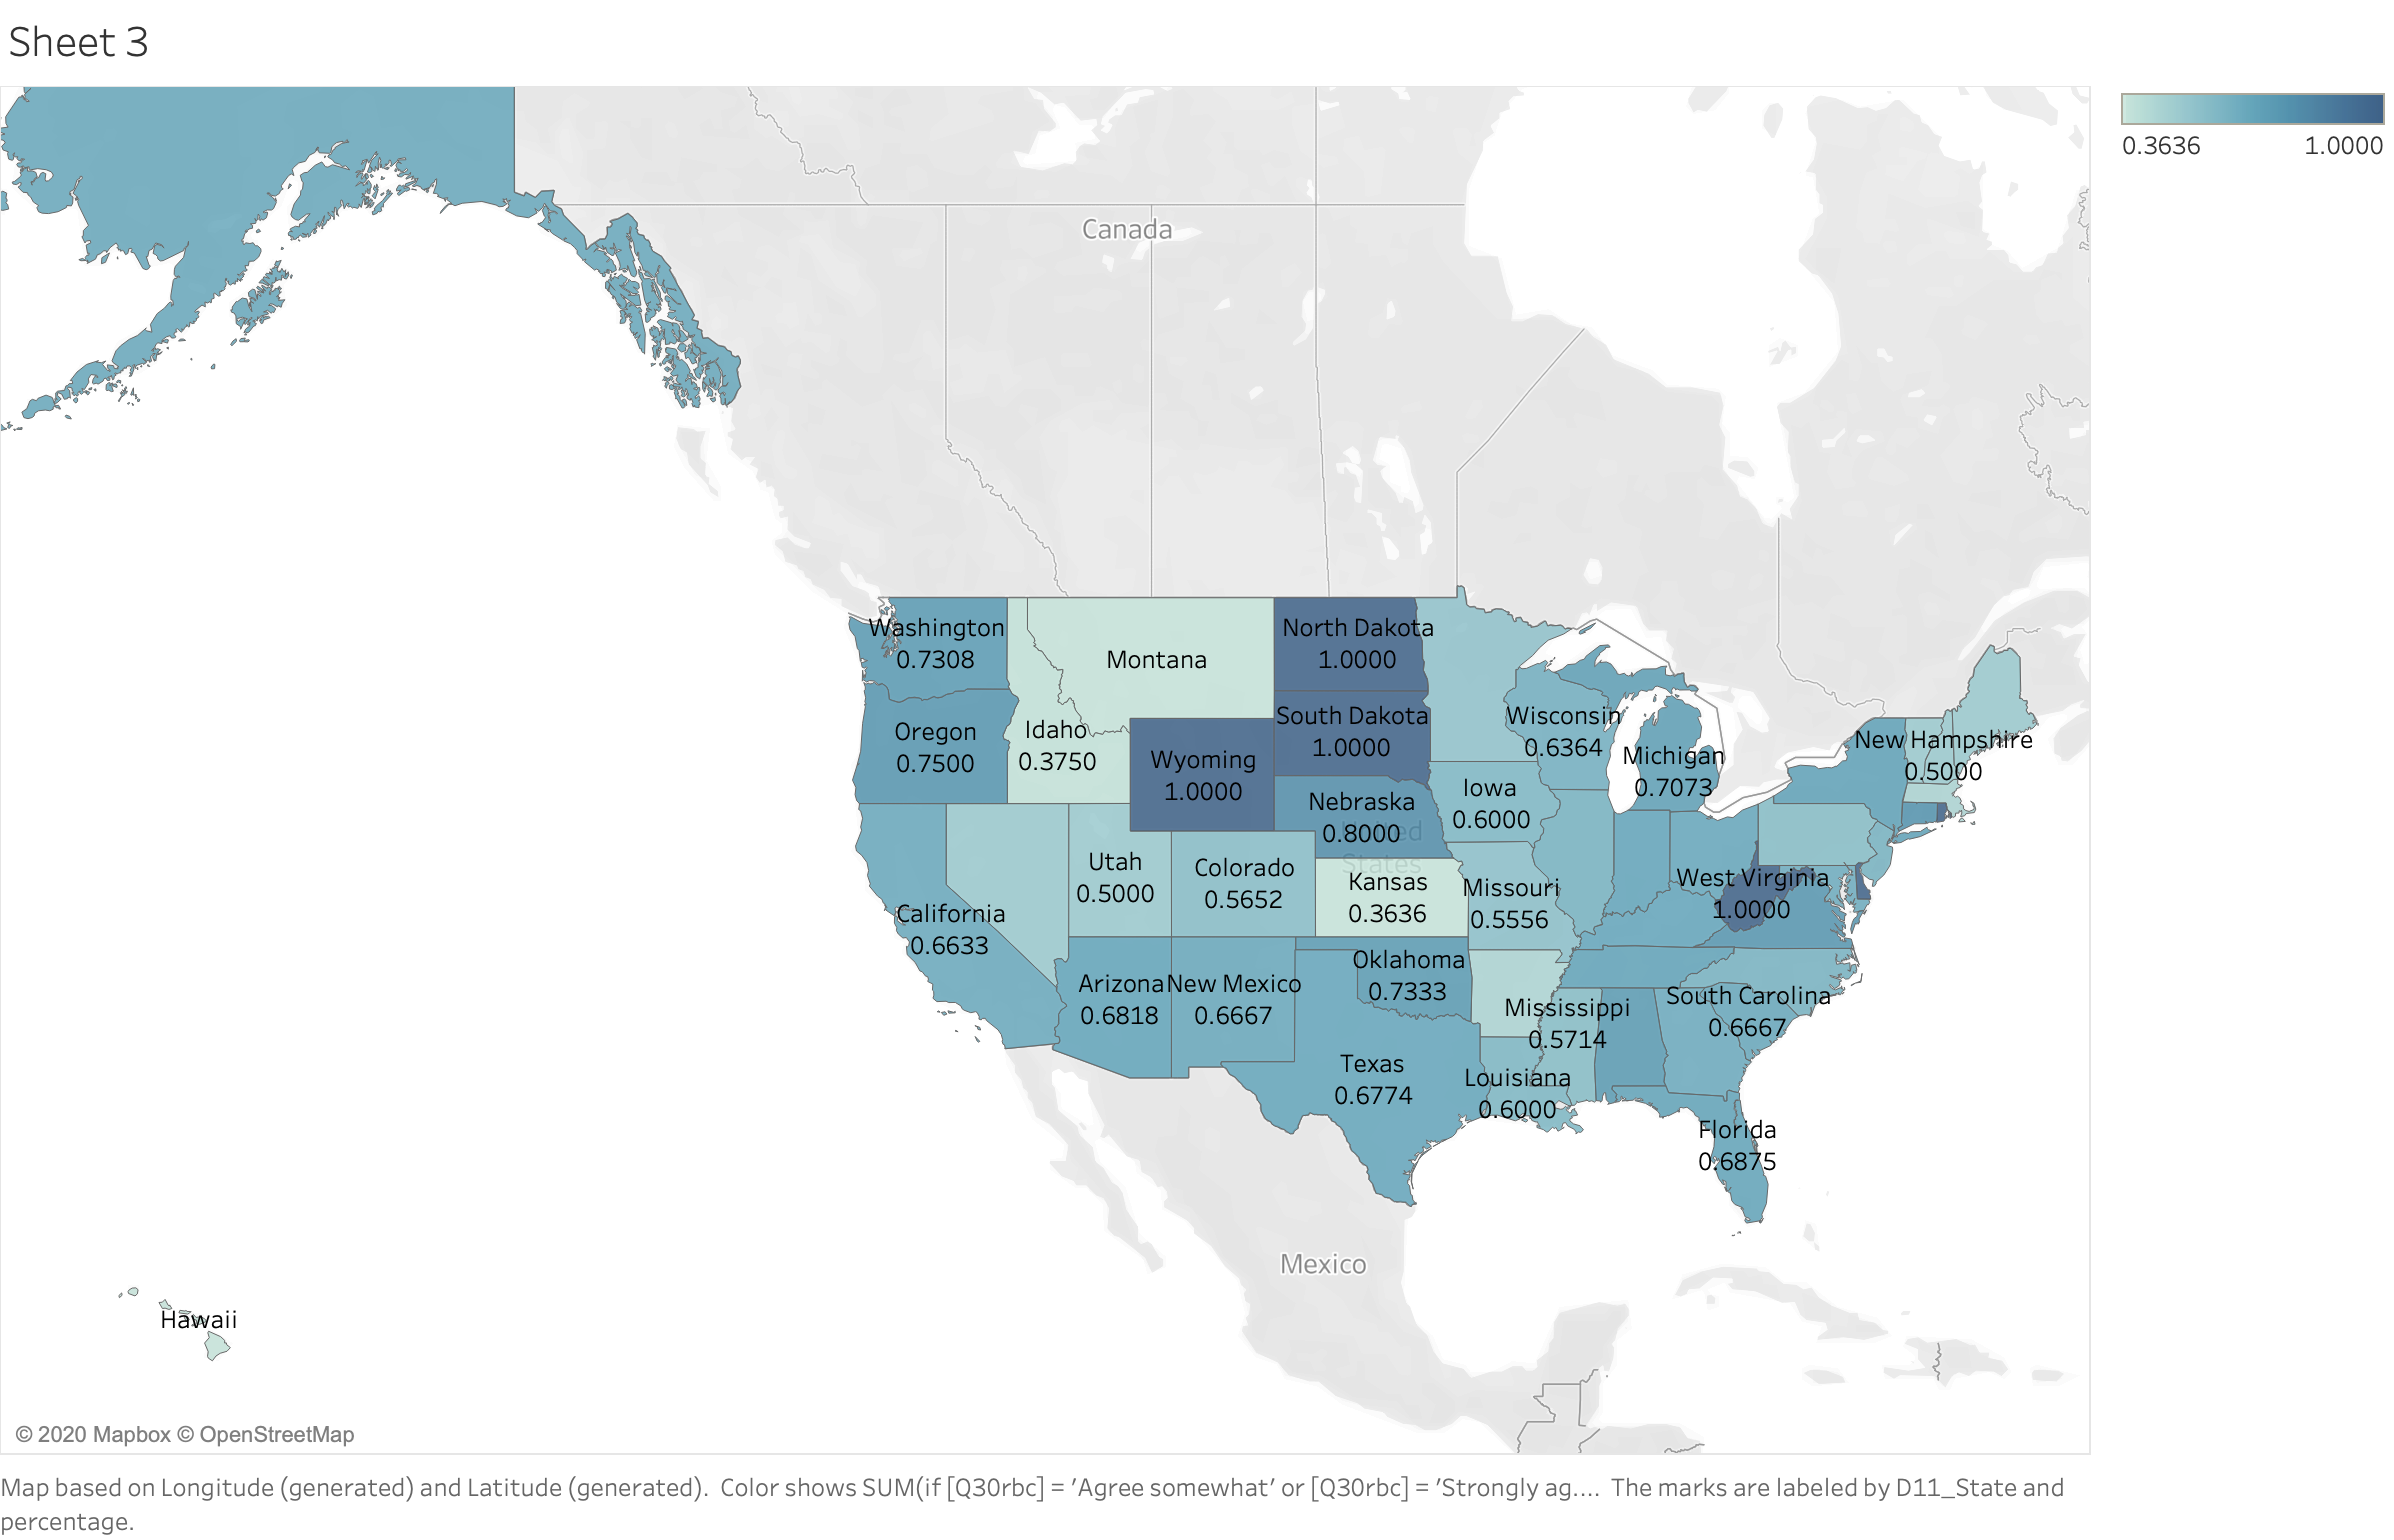 Sheet 3
0.3636
1.0000
Canada
Washington
0.7308
Montana
North Dakota
1.0000
Oregon
0.7500
Idaho
0.3750
Wyoming
1.0000
South Dakota
1.0000
Wisconsin
0.6364
Michigan
0.7073
New Hampshire
0.5000
Nebraska
0.8000
United
States
Iowa
0.6000
Utah
0.5000
Colorado
0.5652
Kansas
0.3636
Missouri
0.5556
West Virginia
1.0000
California
0.6633
Arizona
0.6818
New Mexico
0.6667
Oklahoma
0.7333
Mississippi
0.5714
South Carolina
0.6667
Texas
0.6774
Louisiana
0.6000
Florida
0.6875
Mexico
Hawaii
© 2020 Mapbox © OpenStreetMap
Map based on Longitude (generated) and Latitude (generated).  Color shows SUM(if [Q30rbc] = 'Agree somewhat' or [Q30rbc] = 'Strongly ag....  The marks are labeled by D11_State and
percentage.